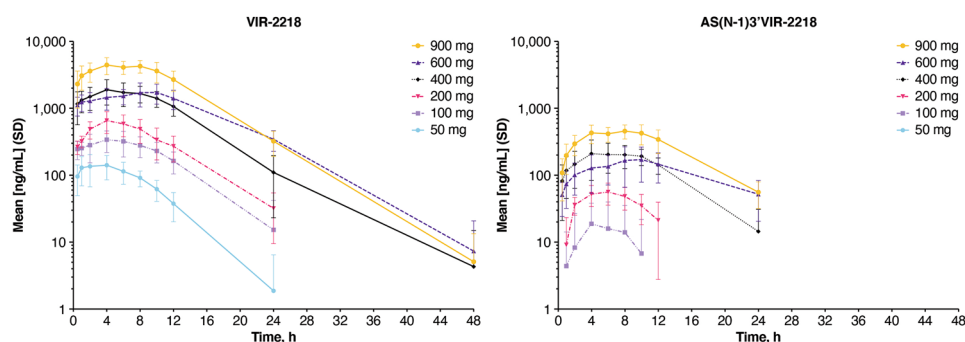 VIR-2218
10,000
1,000
100
10
1
Mean [ng/mL] (SD)
0 4 8 12 16 20 24 28 32 36 40 44 48
Time, h
900 mg
600 mg
400 mg
200 mg
100 mg
50 mg
AS(N-1)3'VIR-2218
10,000
1,000
100
10
1
Mean [ng/mL] (SD)
0 4 8 12 16 20 24 28 32 36 40 44 48
Time, h
900 mg
600 mg
400 mg
200 mg
100 mg
50 mg